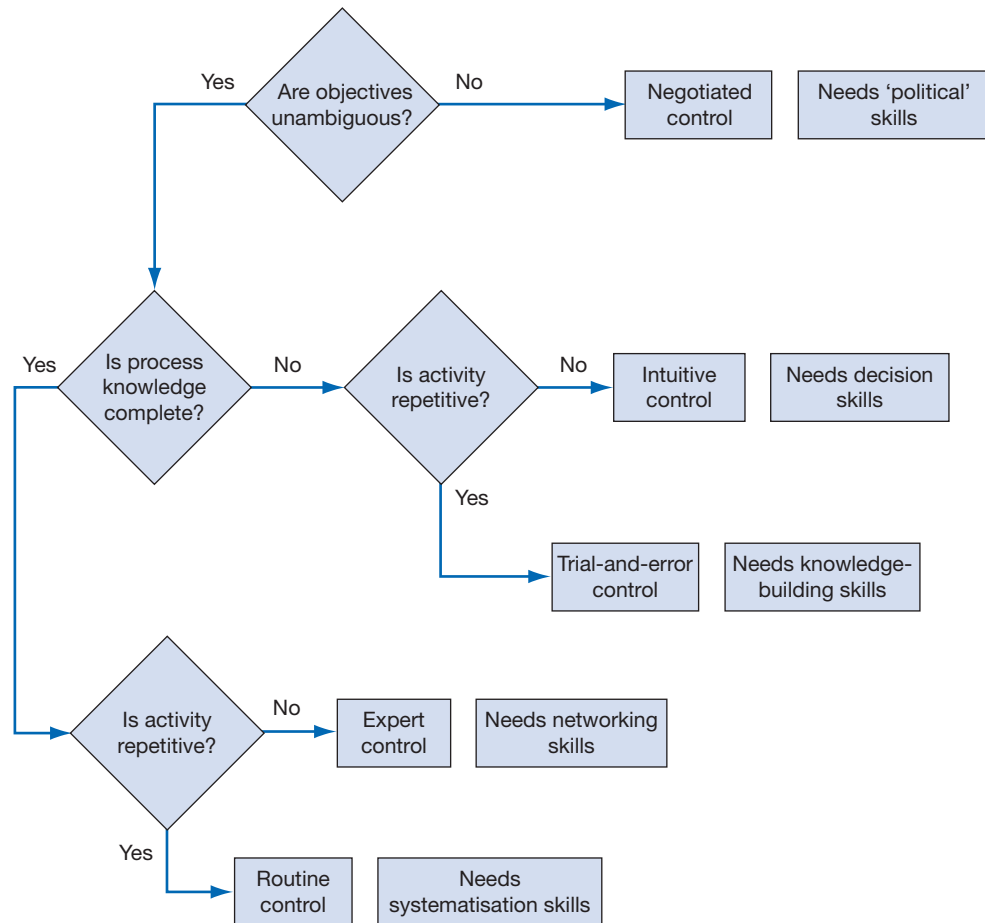 Yes
Are objectives
unambiguous?
No
Negotiated
control
Needs ‘political’
skills
Yes
Is process
knowledge
complete?
No
Is activity
repetitive?
No
Intuitive
control
Needs decision
skills
Yes
Trial-and-error
control
Needs knowledge-
building skills
Is activity
repetitive?
No
Expert
control
Needs networking
skills
Yes
Routine
control
Needs
systematisation skills